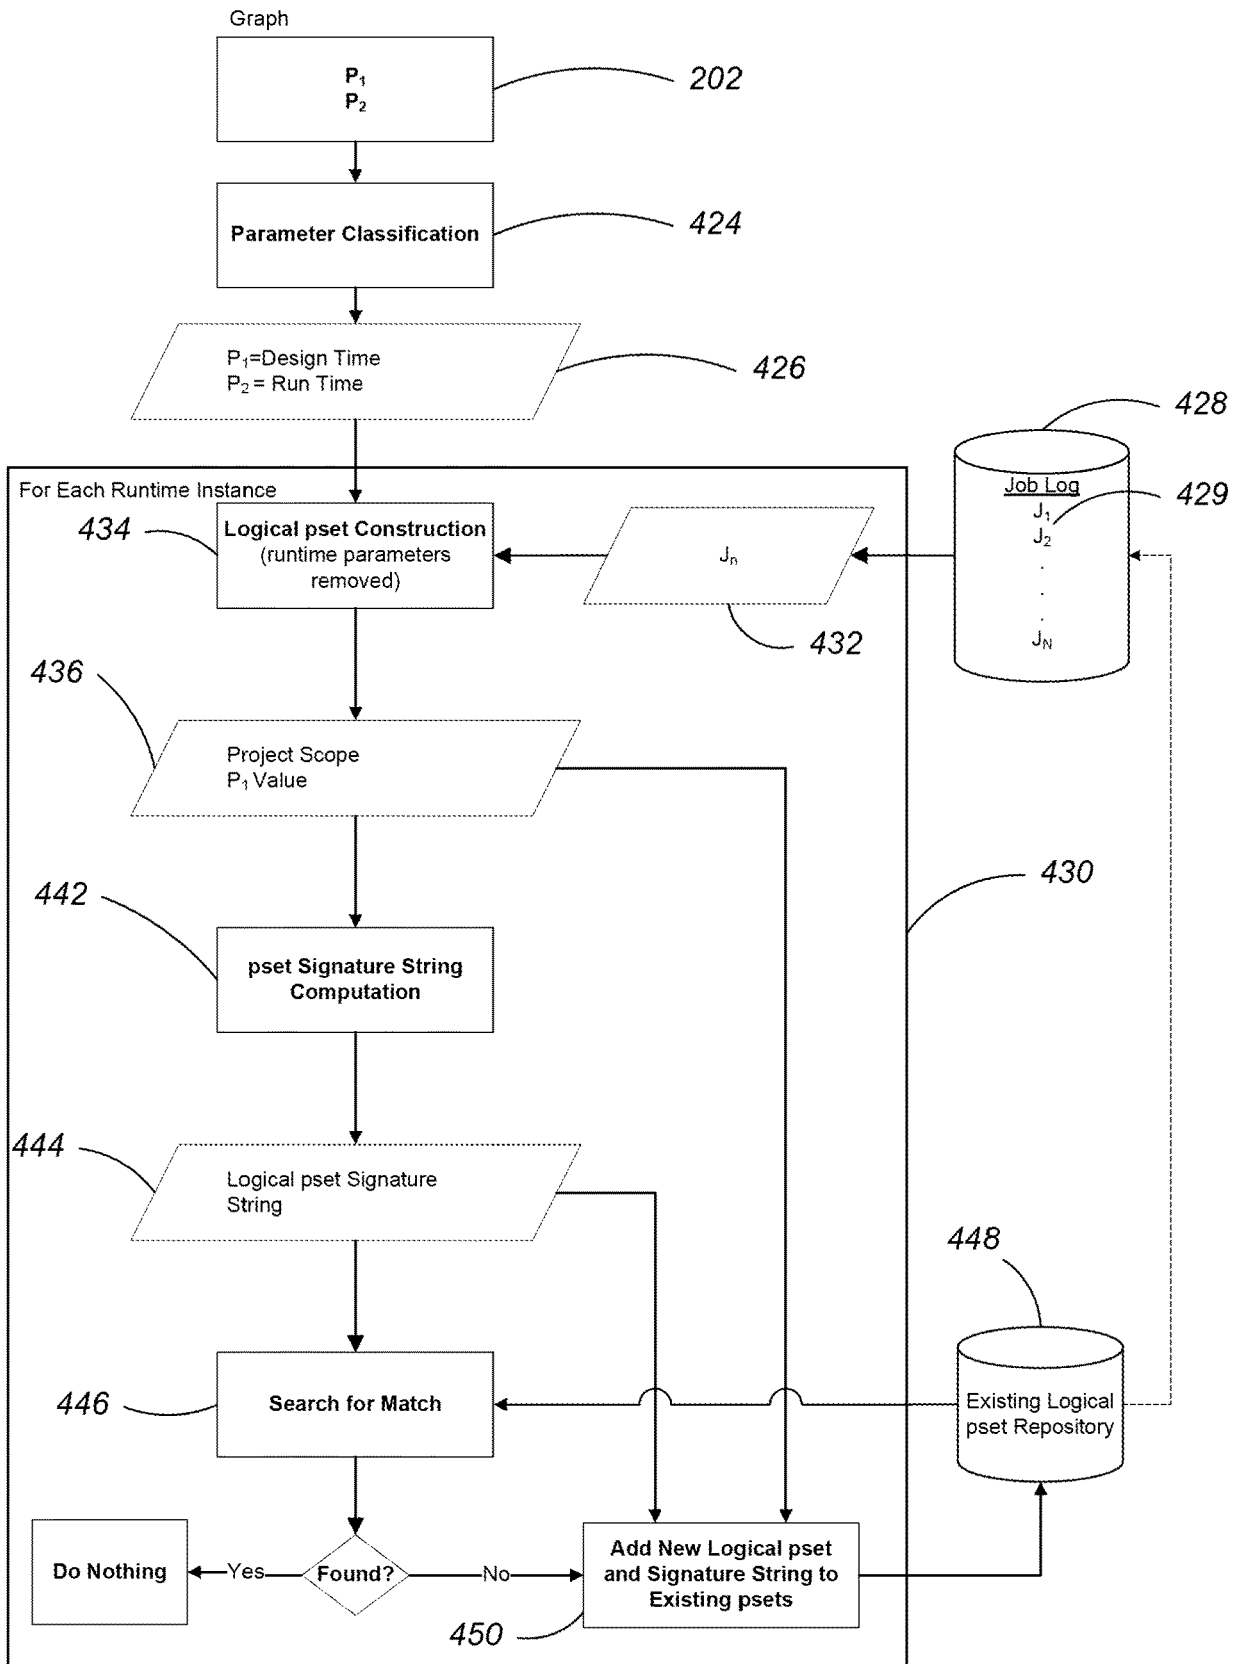 Graph
P₁
P₂
202
Parameter Classification
424
P₁=Design Time
P₂ = Run Time
426
428
Job Log
J₁
J₂
.
.
.
J_N
429
For Each Runtime Instance
434
Logical pset Construction
(runtime parameters
removed)
Jₙ
432
436
Project Scope
P₁ Value
430
442
pset Signature String
Computation
444
Logical pset Signature
String
448
446
Search for Match
Existing Logical
pset Repository
Do Nothing
Yes
Found?
No
Add New Logical pset
and Signature String to
Existing psets
450